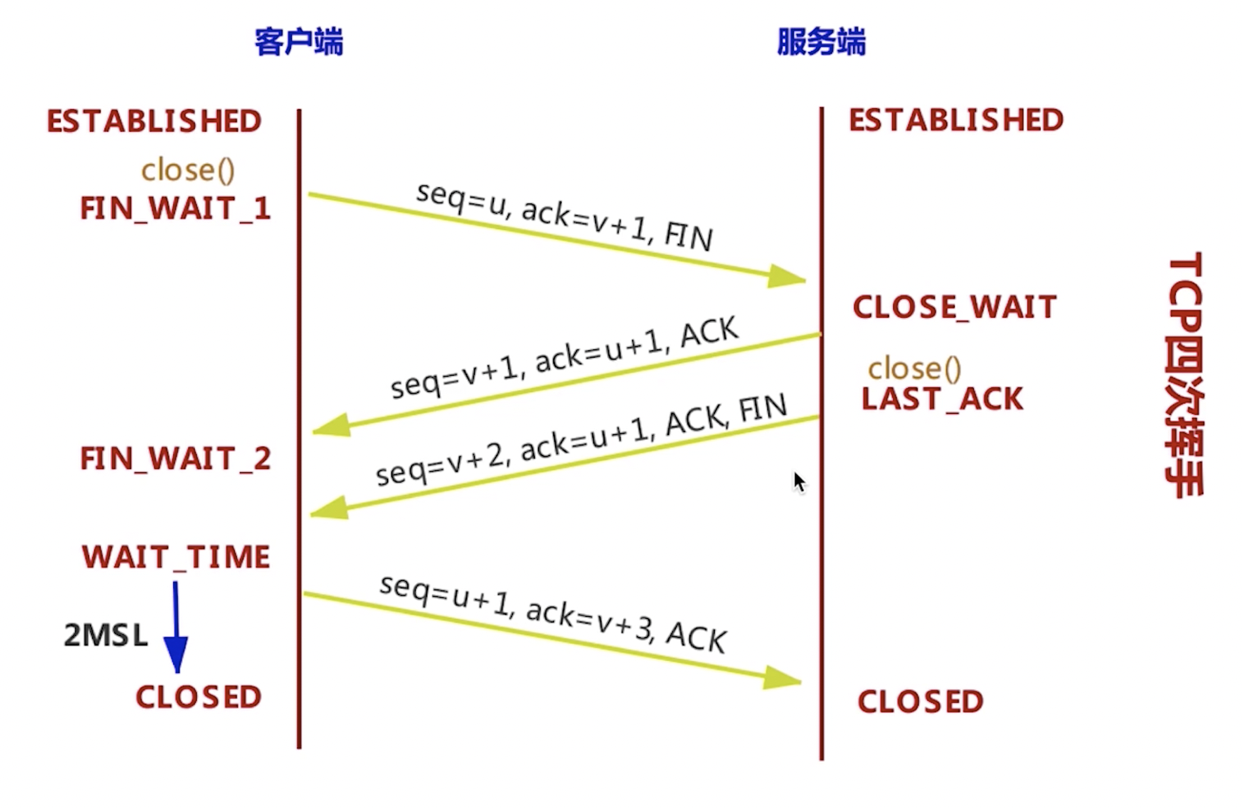 客户端
服务端
ESTABLISHED
ESTABLISHED
close()
FIN_WAIT_1
seq=u, ack=v+1, FIN
CLOSE_WAIT
seq=v+1, ack=u+1, ACK
close()
LAST_ACK
seq=v+2, ack=u+1, ACK, FIN
FIN_WAIT_2
WAIT_TIME
seq=u+1, ack=v+3, ACK
2MSL
CLOSED
CLOSED
TCP四次挥手